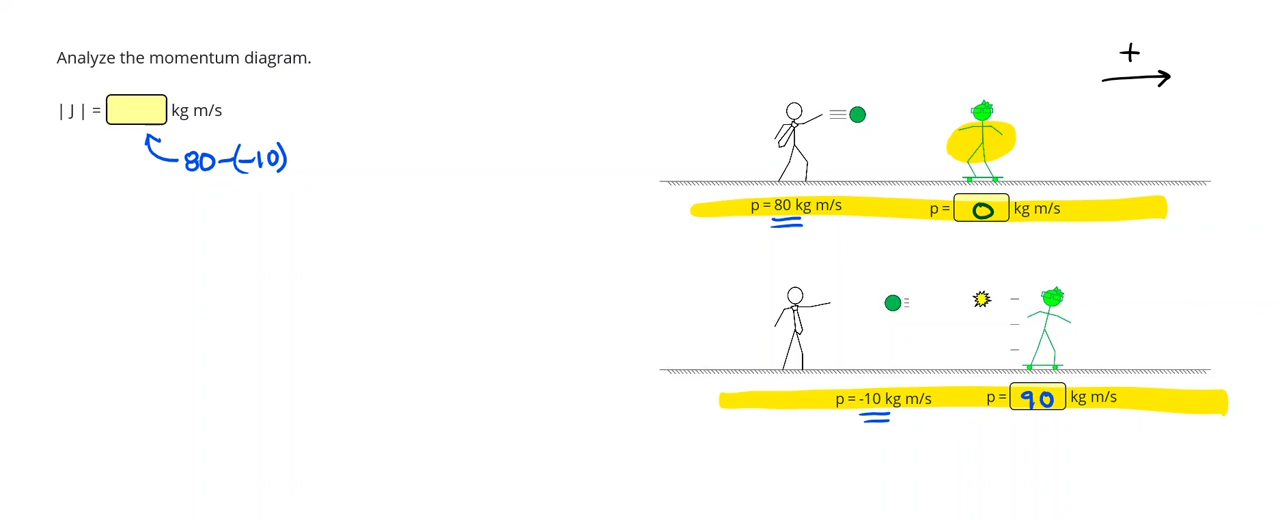 Analyze the momentum diagram.
+
| J | = kg m/s
80-(-10)
p = 80 kg m/s
p = 0 kg m/s
p = -10 kg m/s
p = 90 kg m/s